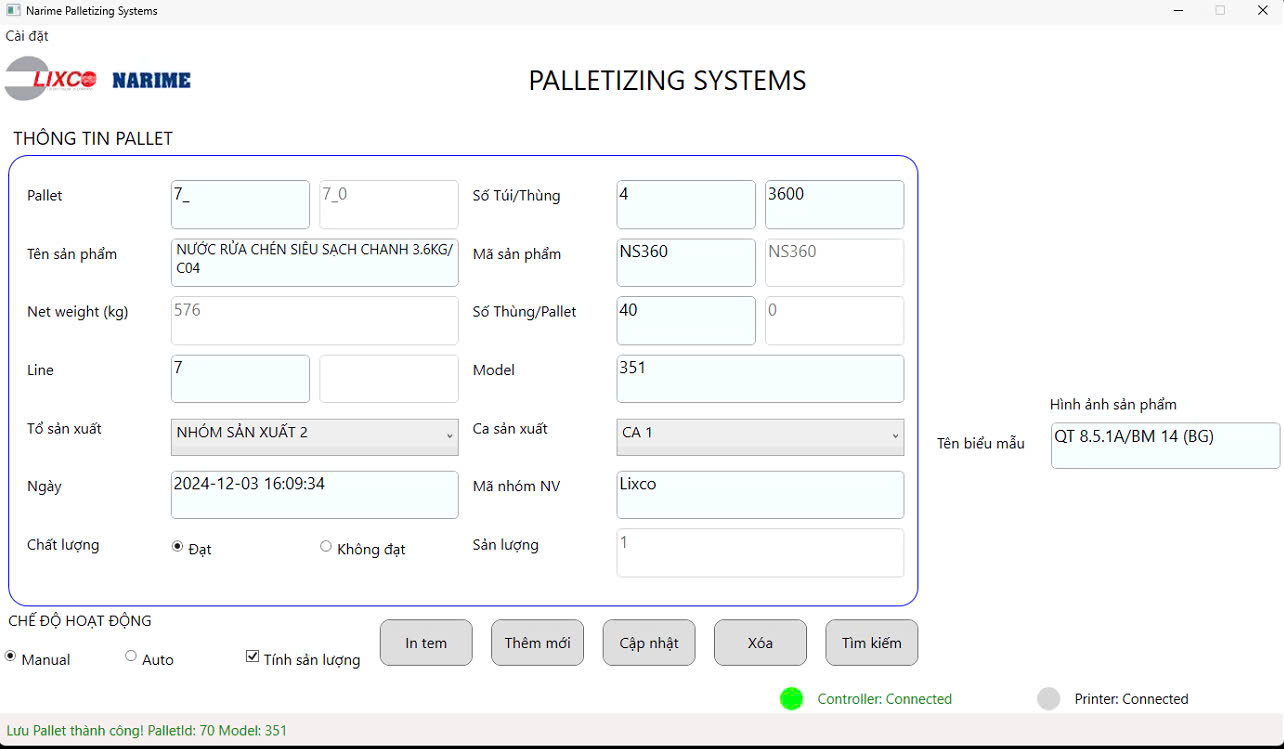 Narime Palletizing Systems
Cài đặt
LIXCO NARIME
PALLETIZING SYSTEMS
THÔNG TIN PALLET
Pallet 7_ 7_0 Số Túi/Thùng 4 3600
Tên sản phẩm NƯỚC RỬA CHÉN SIÊU SẠCH CHANH 3.6KG/
C04 Mã sản phẩm NS360 NS360
Net weight (kg) 576 Số Thùng/Pallet 40 0
Line 7 Model 351
Hình ảnh sản phẩm
Tổ sản xuất NHÓM SẢN XUẤT 2 Ca sản xuất CA 1
Tên biểu mẫu QT 8.5.1A/BM 14 (BG)
Ngày 2024-12-03 16:09:34 Mã nhóm NV Lixco
Chất lượng Đạt Không đạt Sản lượng 1
CHẾ ĐỘ HOẠT ĐỘNG
Manual Auto Tính sản lượng In tem Thêm mới Cập nhật Xóa Tìm kiếm
Controller: Connected Printer: Connected
Lưu Pallet thành công! PalletId: 70 Model: 351